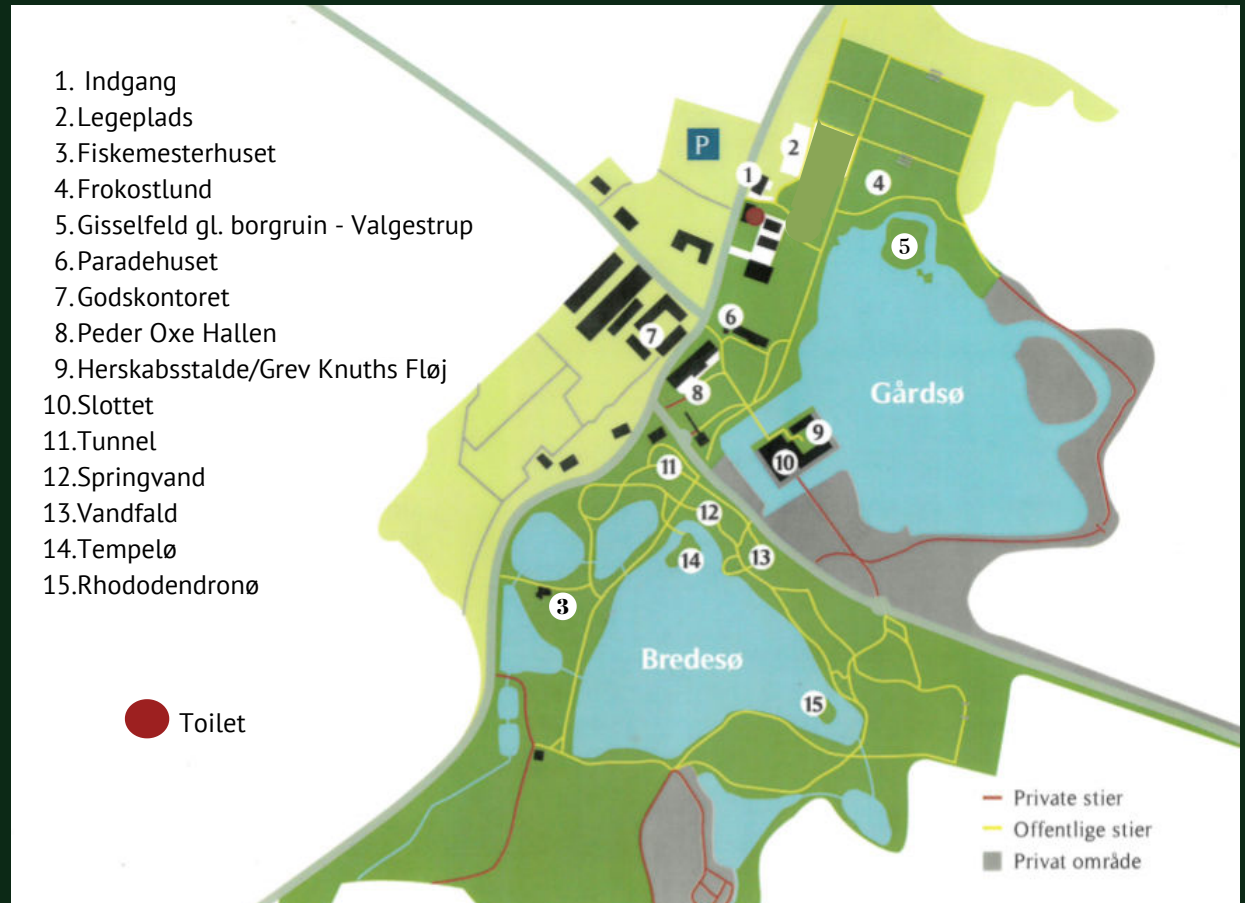 1. Indgang
2. Legeplads
3. Fiskemesterhuset
4. Frokostlund
5. Gisselfeld gl. borgruin - Valgestrup
6. Paradehuset
7. Godskontoret
8. Peder Oxe Hallen
9. Herskabsstalde/Grev Knuths Fløj
10. Slottet
11. Tunnel
12. Springvand
13. Vandfald
14. Tempelø
15. Rhododendronø
Toilet
P
2
1
4
5
6
7
8
Gårdsø
9
10
11
12
13
14
3
Bredesø
15
Private stier
Offentlige stier
Privat område